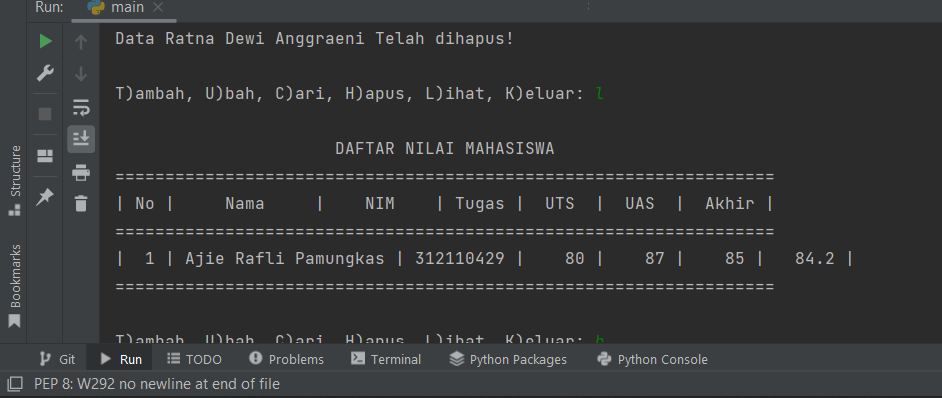 Run: main
Data Ratna Dewi Anggraeni Telah dihapus!
T)ambah, U)bah, C)ari, H)apus, L)ihat, K)eluar: l
DAFTAR NILAI MAHASISWA
==================================================================
| No |     Nama     |    NIM    | Tugas |  UTS  |  UAS  |  Akhir |
==================================================================
|  1 | Ajie Rafli Pamungkas | 312110429 |    80 |    87 |    85 |   84.2 |
==================================================================
T)ambah, U)bah, C)ari, H)apus, L)ihat, K)eluar: h
Structure
Bookmarks
Git Run TODO Problems Terminal Python Packages Python Console
PEP 8: W292 no newline at end of file